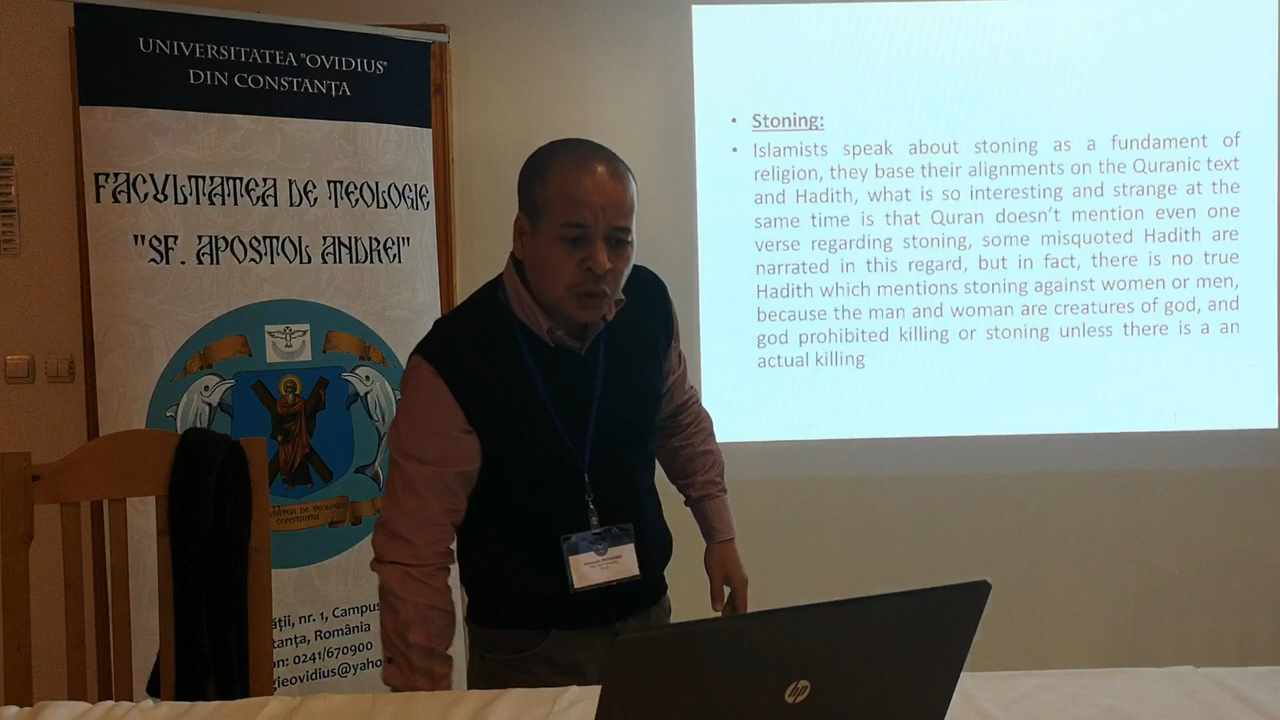 UNIVERSITATEA "OVIDIUS"
DIN CONSTANȚA
FACULTATEA DE TEOLOGIE
"SF. APOSTOL ANDREI"
CONSTANȚA
ății, nr. 1, Campus
tanța, România
on: 0241/670900
gieovidius@yaho
• Stoning:
• Islamists speak about stoning as a fundament of
religion, they base their alignments on the Quranic text
and Hadith, what is so interesting and strange at the
same time is that Quran doesn't mention even one
verse regarding stoning, some misquoted Hadith are
narrated in this regard, but in fact, there is no true
Hadith which mentions stoning against women or men,
because the man and woman are creatures of god, and
god prohibited killing or stoning unless there is a an
actual killing
hp